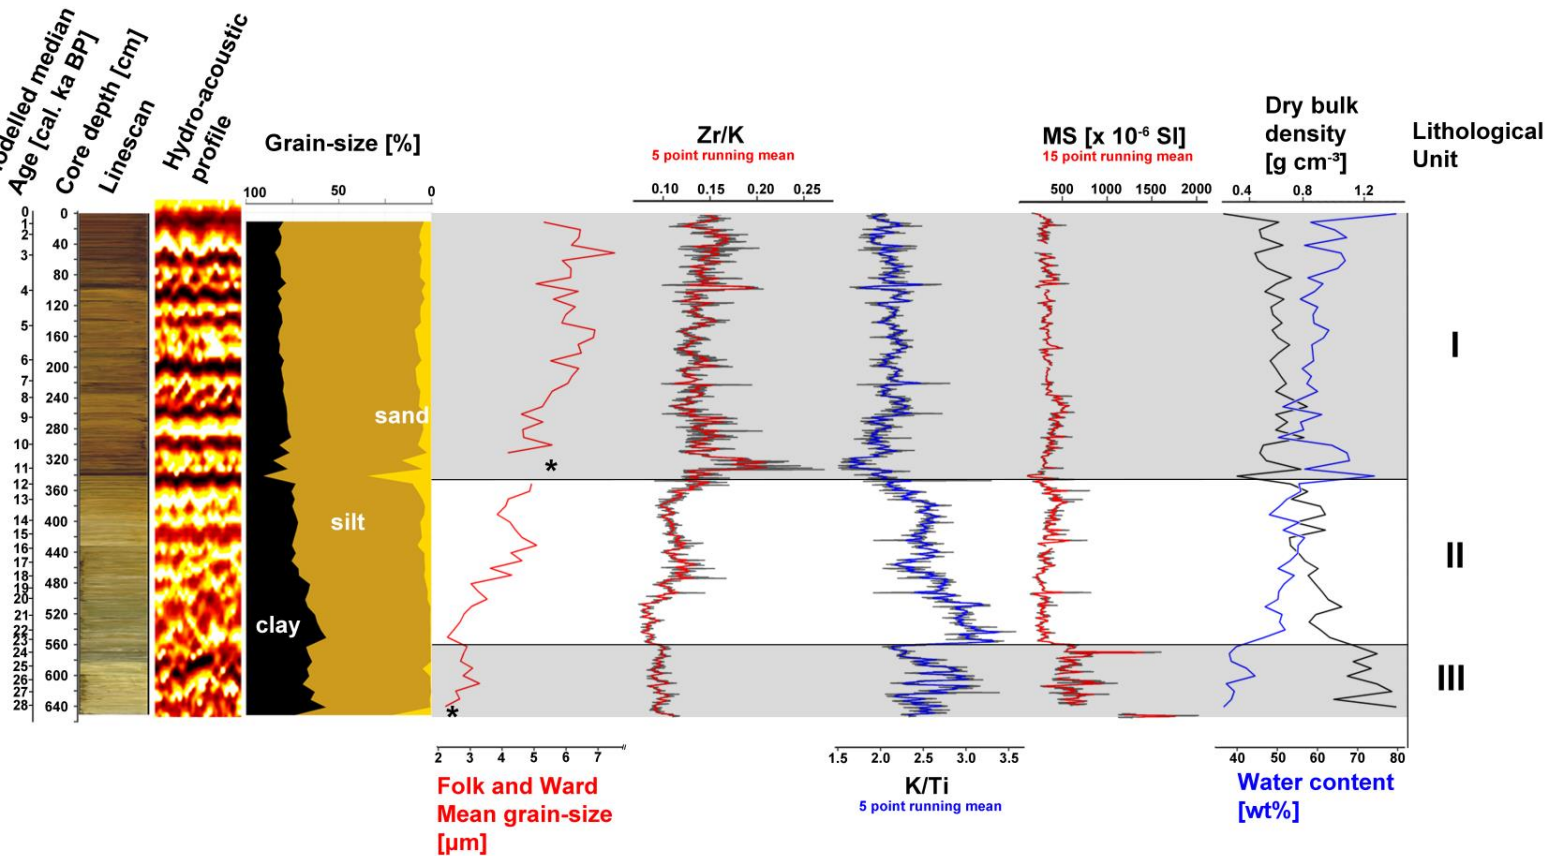 odelled median
Age [cal. ka BP]
Core depth [cm]
Linescan
Hydro-acoustic
profile
Grain-size [%]
Zr/K
5 point running mean
MS [x 10-6 SI]
15 point running mean
Dry bulk
density
[g cm-3]
Lithological
Unit
100 50 0
0.10 0.15 0.20 0.25
500 1000 1500 2000
0.4 0.8 1.2
0
1
2
3
4
5
6
7
8
9
10
11
12
13
14
15
16
17
18
19
20
21
22
23
24
25
26
27
28
0
40
80
120
160
200
240
280
320
360
400
440
480
520
560
600
640
sand
silt
clay
*
*
I
II
III
2 3 4 5 6 7
Folk and Ward
Mean grain-size
[µm]
1.5 2.0 2.5 3.0 3.5
K/Ti
5 point running mean
40 50 60 70 80
Water content
[wt%]